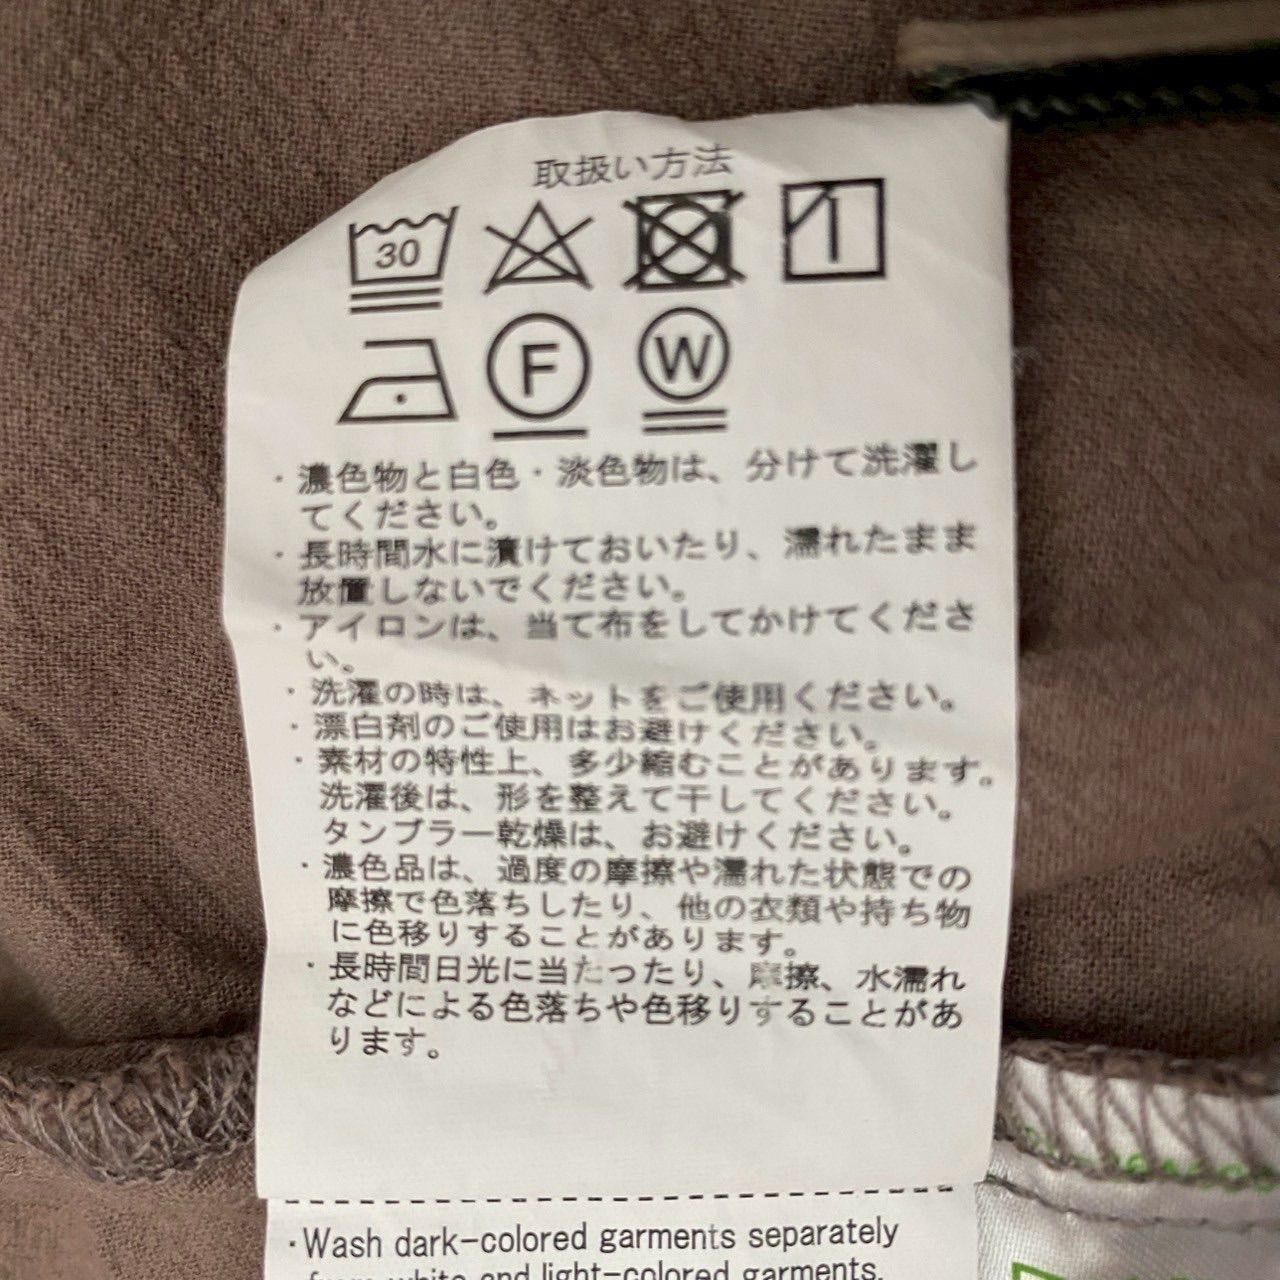 取扱い方法
30
F
W
・濃色物と白色・淡色物は、分けて洗濯し
てください。
・長時間水に漬けておいたり、濡れたまま
放置しないでください。
・アイロンは、当て布をしてかけてくださ
い。
・洗濯の時は、ネットをご使用ください。
・漂白剤のご使用はお避けください。
・素材の特性上、多少縮むことがあります。
洗濯後は、形を整えて干してください。
タンブラー乾燥は、お避けください。
・濃色品は、過度の摩擦や濡れた状態での
摩擦で色落ちしたり、他の衣類や持ち物
に色移りすることがあります。
・長時間日光に当たったり、摩擦、水濡れ
などによる色落ちや色移りすることがあ
ります。
・Wash dark-colored garments separately
from white and light-colored garments.